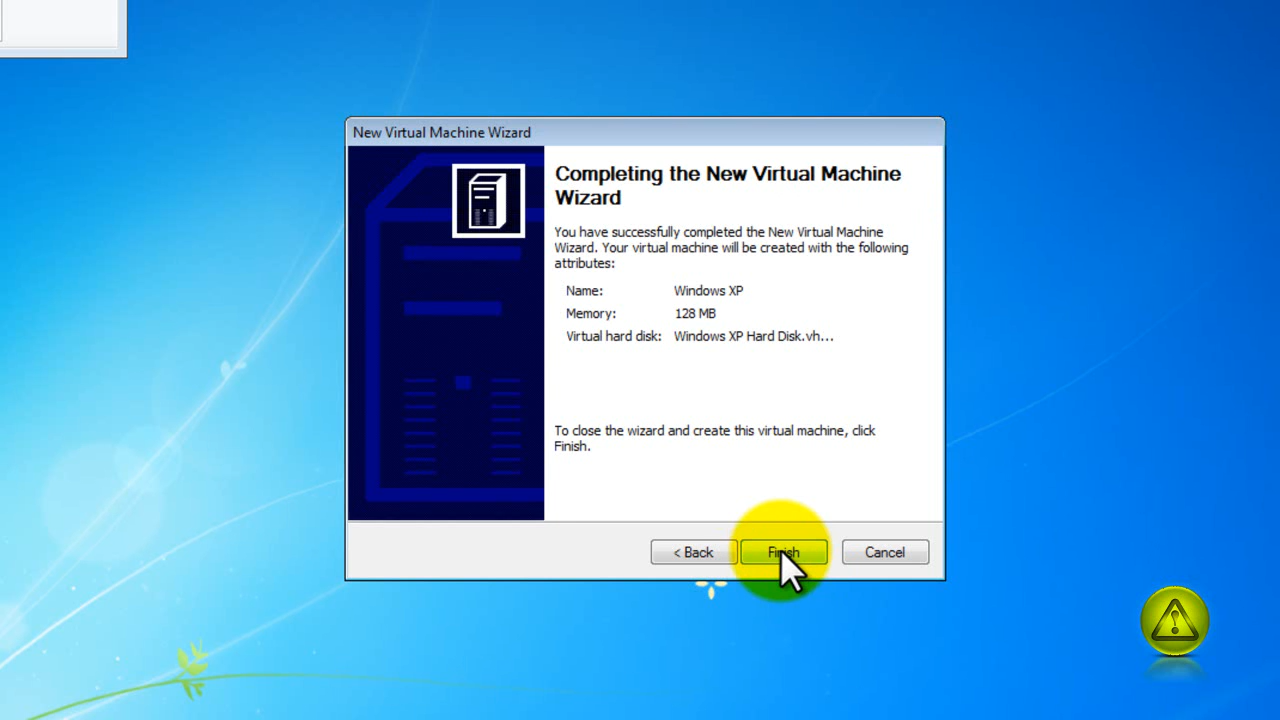 New Virtual Machine Wizard
Completing the New Virtual Machine
Wizard
You have successfully completed the New Virtual Machine
Wizard. Your virtual machine will be created with the following
attributes:
Name: Windows XP
Memory: 128 MB
Virtual hard disk: Windows XP Hard Disk.vh...
To close the wizard and create this virtual machine, click
Finish.
< Back Finish Cancel